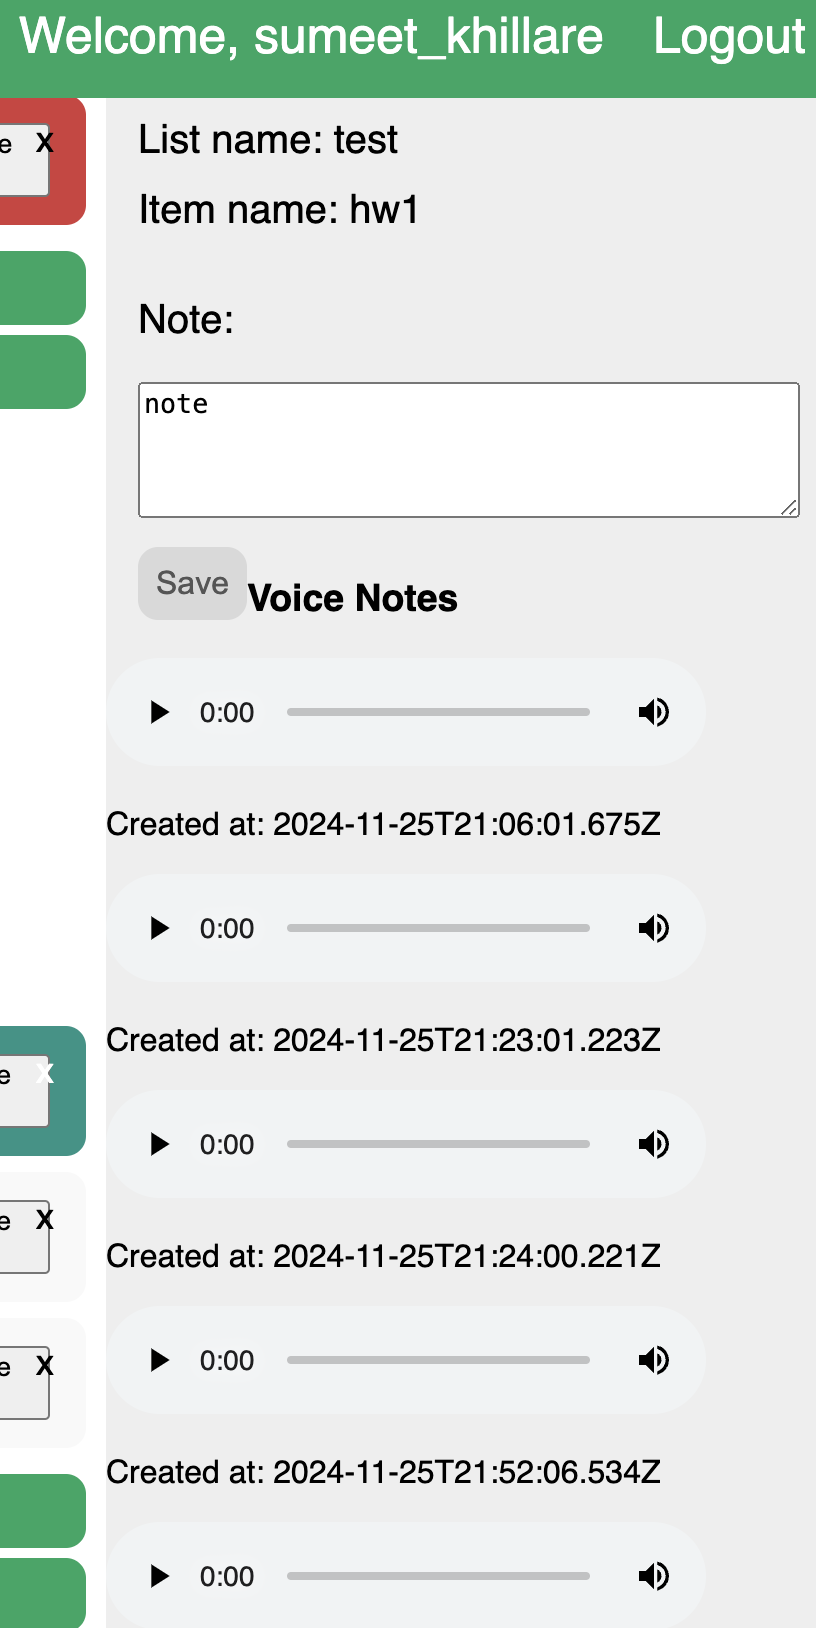 Welcome, sumeet_khillare Logout
e X
List name: test
Item name: hw1
Note:
note
Save Voice Notes
0:00
Created at: 2024-11-25T21:06:01.675Z
0:00
Created at: 2024-11-25T21:23:01.223Z
e X
0:00
Created at: 2024-11-25T21:24:00.221Z
e X
0:00
e X
Created at: 2024-11-25T21:52:06.534Z
0:00